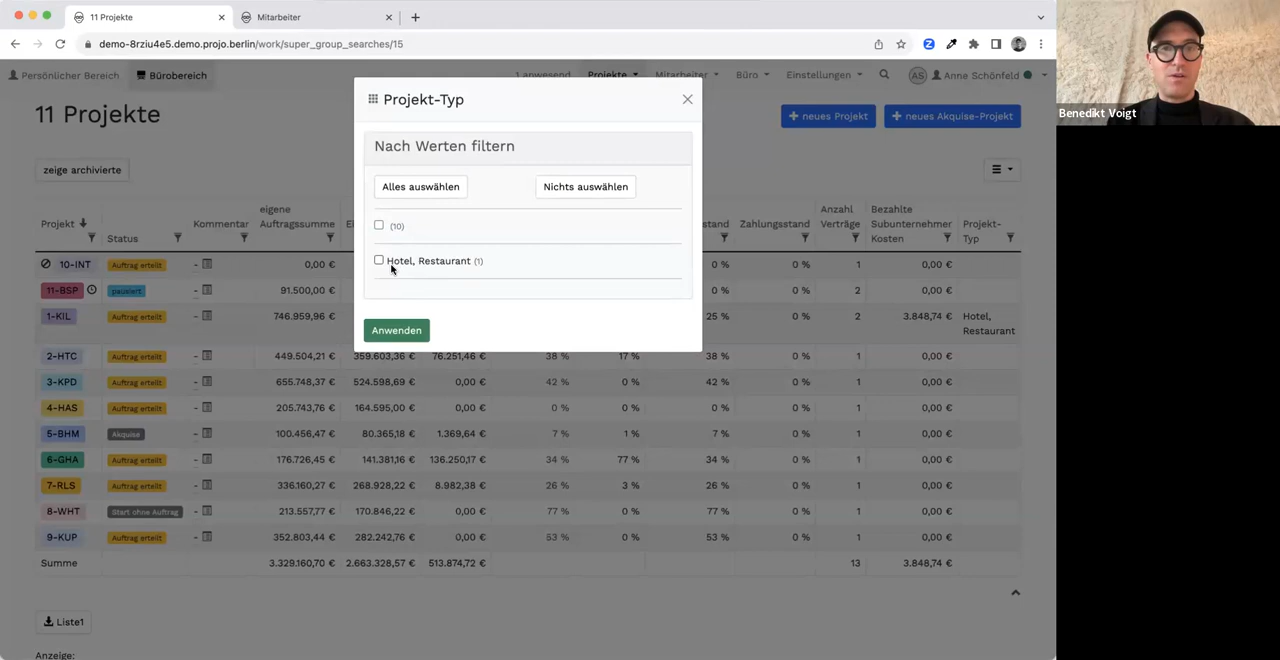 11 Projekte
Mitarbeiter
demo-8rziu4e5.demo.projo.berlin/work/super_group_searches/15
Persönlicher Bereich
Bürobereich
1 anwesend
Projekte
Mitarbeiter
Büro
Einstellungen
AS
Anne Schönfeld
11 Projekte
+ neues Projekt
+ neues Akquise-Projekt
zeige archivierte
Projekt-Typ
Nach Werten filtern
Alles auswählen
Nichts auswählen
(10)
Hotel, Restaurant (1)
Anwenden
Projekt
Status
Kommentar
eigene
Auftragssumme
stand
Zahlungsstand
Anzahl
Verträge
Bezahlte
Subunternehmer
Kosten
Projekt-
Typ
10-INT Auftrag erteilt - 0,00 € 0 % 0 % 1 0,00 €
11-BSP pausiert - 91.500,00 € 0 % 0 % 2 0,00 €
1-KIL Auftrag erteilt - 746.959,96 € 25 % 0 % 2 3.848,74 € Hotel,
Restaurant
2-HTC Auftrag erteilt - 449.504,21 € 359.603,36 € 76.251,46 € 38 % 17 % 38 % 0 % 1 0,00 €
3-KPD Auftrag erteilt - 655.748,37 € 524.598,69 € 0,00 € 42 % 0 % 42 % 0 % 1 0,00 €
4-HAS Auftrag erteilt - 205.743,76 € 164.595,00 € 0,00 € 0 % 0 % 0 % 0 % 1 0,00 €
5-BHM Akquise - 100.456,47 € 80.365,18 € 1.369,64 € 7 % 1 % 7 % 0 % 1 0,00 €
6-GHA Auftrag erteilt - 176.726,45 € 141.381,16 € 136.250,17 € 34 % 77 % 34 % 0 % 1 0,00 €
7-RLS Auftrag erteilt - 336.160,27 € 268.928,22 € 8.982,38 € 26 % 3 % 26 % 0 % 1 0,00 €
8-WHT Start ohne Auftrag - 213.557,77 € 170.846,22 € 0,00 € 77 % 0 % 77 % 0 % 1 0,00 €
9-KUP Auftrag erteilt - 352.803,44 € 282.242,76 € 0,00 € 53 % 0 % 53 % 0 % 1 0,00 €
Summe 3.329.160,70 € 2.663.328,57 € 513.874,72 € 13 3.848,74 €
Liste1
Anzeige:
Benedikt Voigt